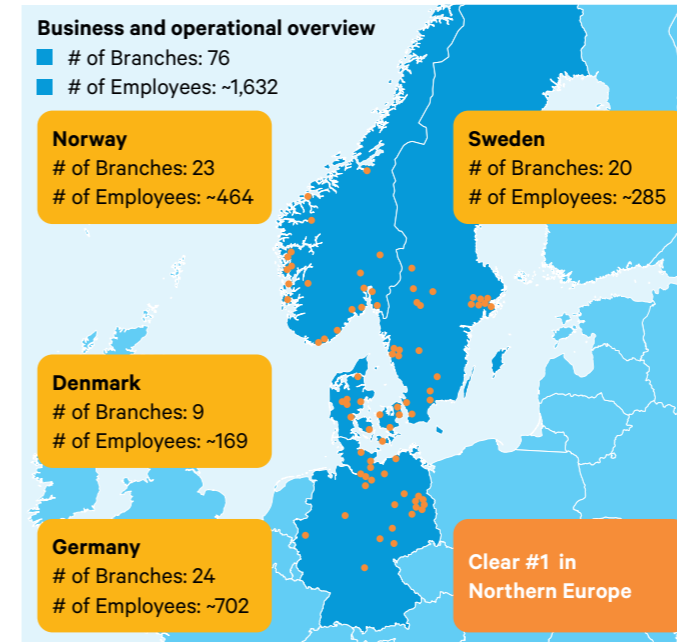 Business and operational overview
# of Branches: 76
# of Employees: ~1,632
Norway
# of Branches: 23
# of Employees: ~464
Sweden
# of Branches: 20
# of Employees: ~285
Denmark
# of Branches: 9
# of Employees: ~169
Germany
# of Branches: 24
# of Employees: ~702
Clear #1 in
Northern Europe